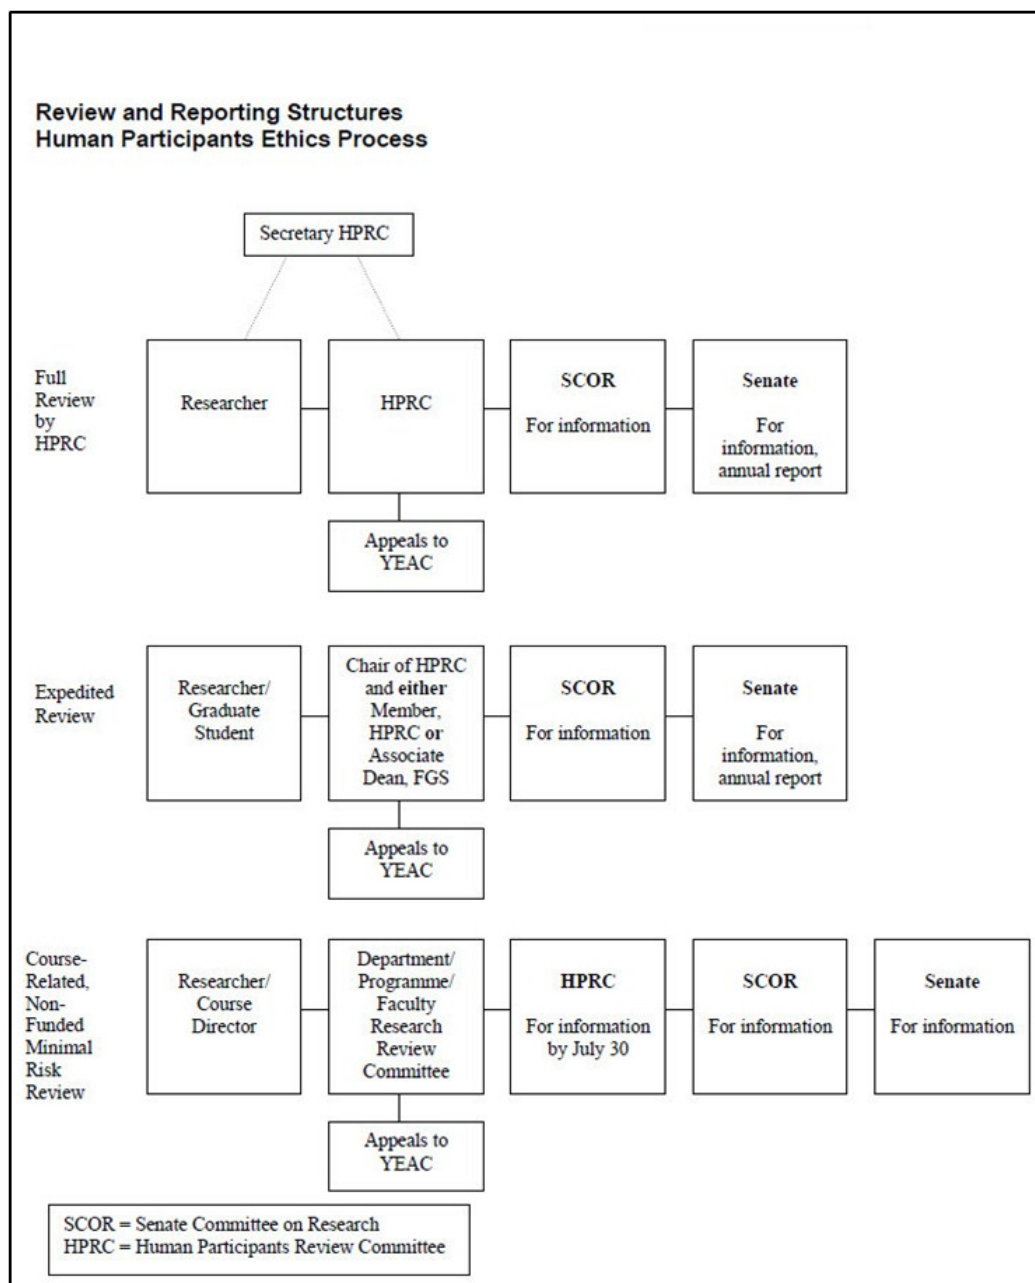 Review and Reporting Structures
Human Participants Ethics Process
Secretary HPRC
Full
Review
by
HPRC
Researcher
HPRC
SCOR
For information
Senate
For
information,
annual report
Appeals to
YEAC
Expedited
Review
Researcher/
Graduate
Student
Chair of HPRC
and either
Member,
HPRC or
Associate
Dean, FGS
SCOR
For information
Senate
For
information,
annual report
Appeals to
YEAC
Course-
Related,
Non-
Funded
Minimal
Risk
Review
Researcher/
Course
Director
Department/
Programme/
Faculty
Research
Review
Committee
HPRC
For information
by July 30
SCOR
For information
Senate
For information
Appeals to
YEAC
SCOR = Senate Committee on Research
HPRC = Human Participants Review Committee